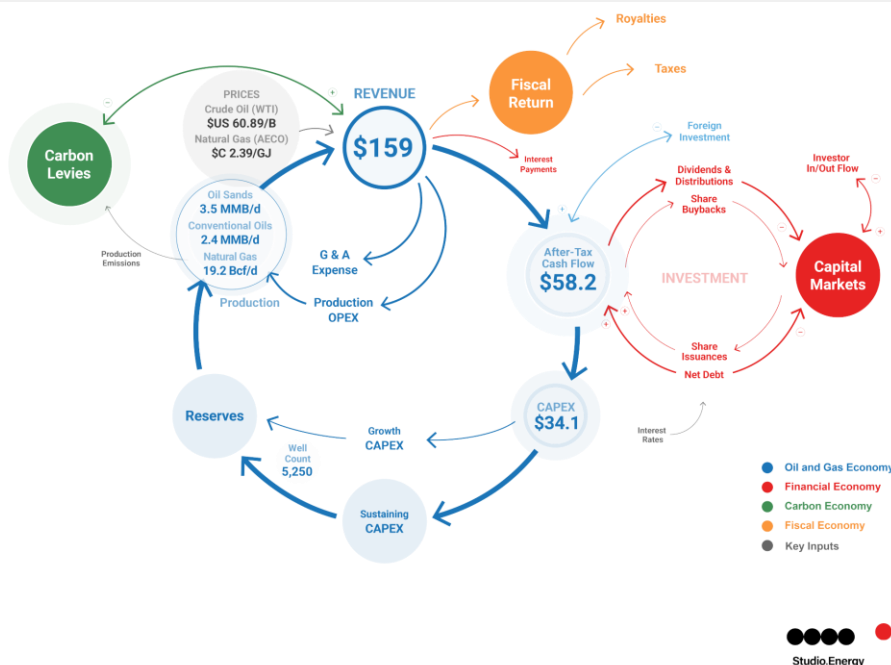 Royalties
Fiscal
Return
Taxes
PRICES
Crude Oil (WTI)
$US 60.89/B
Natural Gas (AECO)
$C 2.39/GJ
REVENUE
$159
Interest
Payments
Foreign
Investment
Carbon
Levies
Oil Sands
3.5 MMB/d
Conventional Oils
2.4 MMB/d
Natural Gas
19.2 Bcf/d
Production
Production
Emissions
G & A
Expense
Production
OPEX
After-Tax
Cash Flow
$58.2
Dividends &
Distributions
Share
Buybacks
INVESTMENT
Share
Issuances
Net Debt
Investor
In/Out Flow
Capital
Markets
Interest
Rates
CAPEX
$34.1
Growth
CAPEX
Reserves
Well
Count
5,250
Sustaining
CAPEX
Oil and Gas Economy
Financial Economy
Carbon Economy
Fiscal Economy
Key Inputs
Studio.Energy